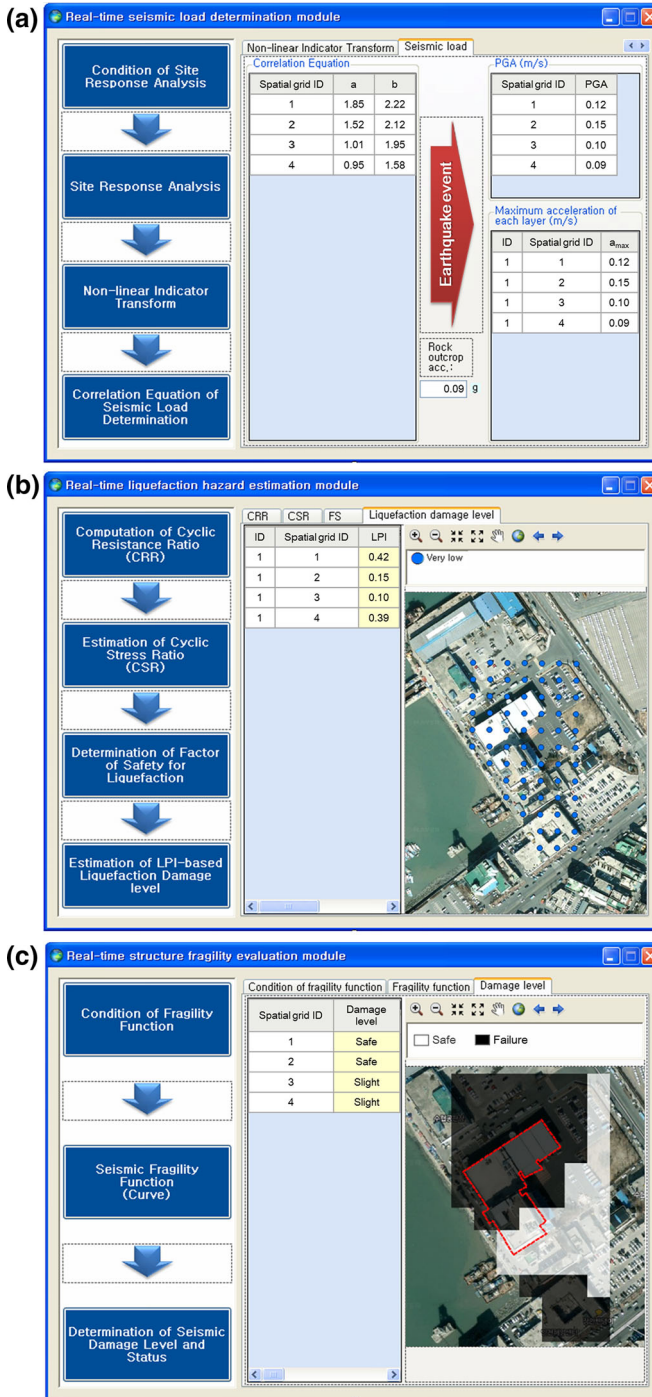 (a)
Real-time seismic load determination module
Condition of Site
Response Analysis
Site Response Analysis
Non-linear Indicator
Transform
Correlation Equation of
Seismic Load
Determination
Non-linear Indicator Transform Seismic load
Correlation Equation
Spatial grid ID a b
1 1.85 2.22
2 1.52 2.12
3 1.01 1.95
4 0.95 1.58
Earthquake event
Rock
outcrop
acc.:
0.09 g
PGA (m/s)
Spatial grid ID PGA
1 0.12
2 0.15
3 0.10
4 0.09
Maximum acceleration of
each layer (m/s)
ID Spatial grid ID amax
1 1 0.12
1 2 0.15
1 3 0.10
1 4 0.09
(b)
Real-time liquefaction hazard estimation module
Computation of Cyclic
Resistance Ratio
(CRR)
Estimation of Cyclic
Stress Ratio
(CSR)
Determination of Factor
of Safety for
Liquefaction
Estimation of LPI-based
Liquefaction Damage
level
CRR CSR FS Liquefaction damage level
ID Spatial grid ID LPI
1 1 0.42
1 2 0.15
1 3 0.10
1 4 0.39
Very low
(c)
Real-time structure fragility evaluation module
Condition of Fragility
Function
Seismic Fragility
Function
(Curve)
Determination of Seismic
Damage Level and
Status
Condition of fragility function Fragility function Damage level
Spatial grid ID Damage
level
1 Safe
2 Safe
3 Slight
4 Slight
Safe Failure